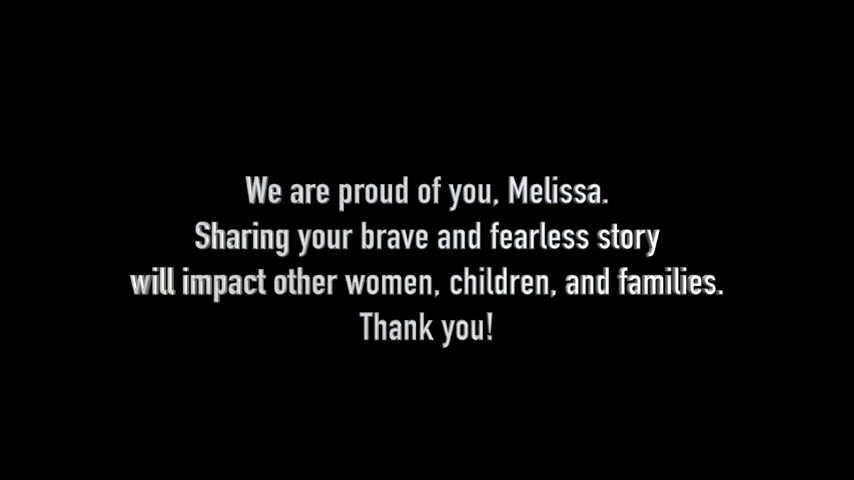 We are proud of you, Melissa.
Sharing your brave and fearless story
will impact other women, children, and families.
Thank you!